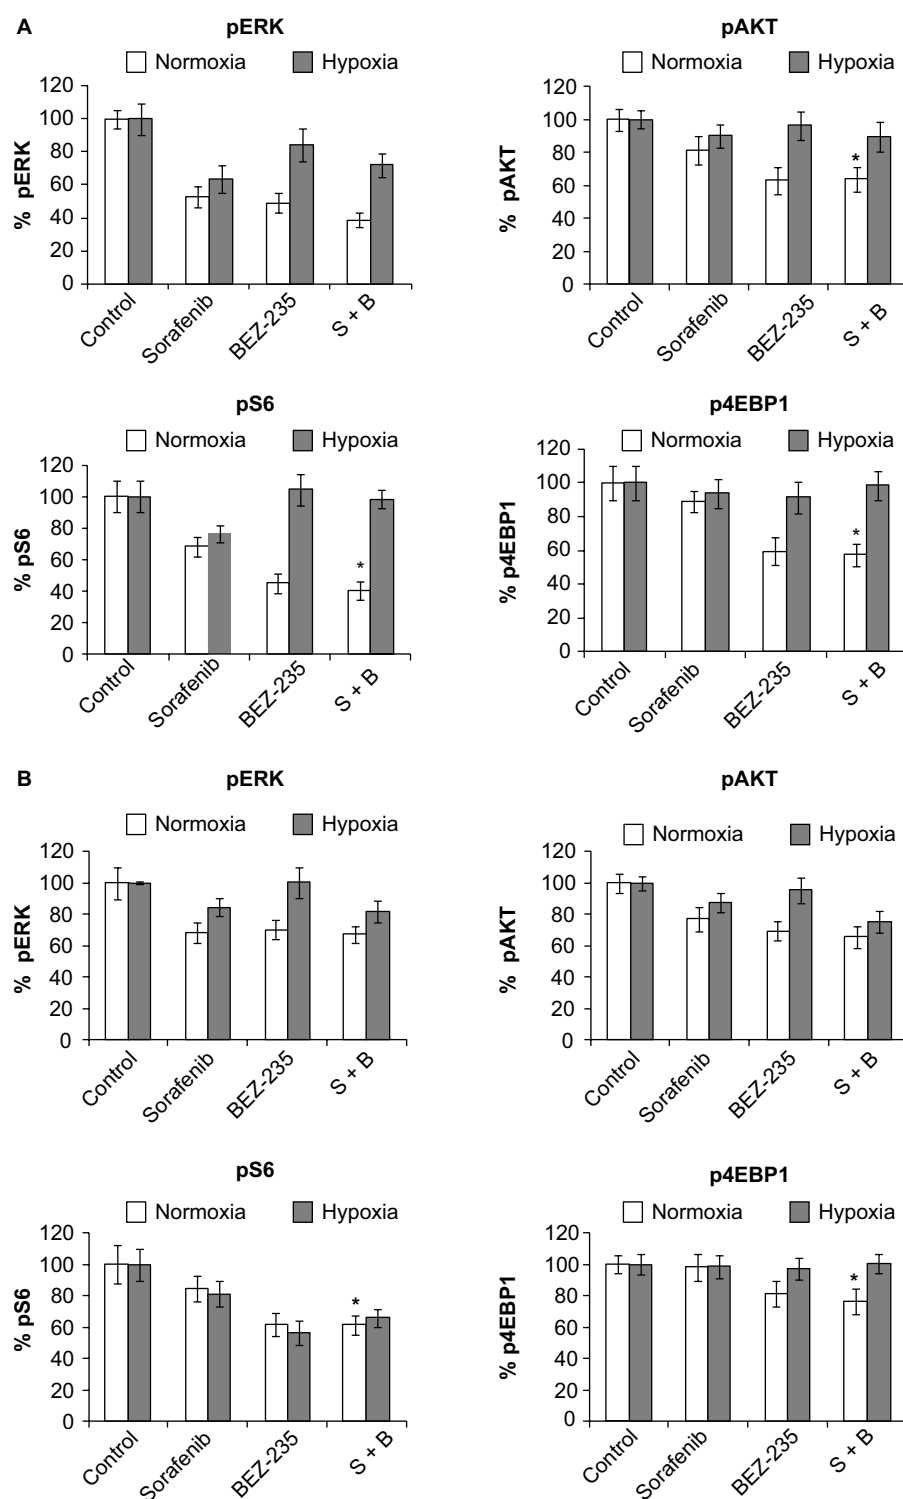 A
pERK
Normoxia Hypoxia
% pERK
120
100
80
60
40
20
0
Control Sorafenib BEZ-235 S + B
pAKT
Normoxia Hypoxia
% pAKT
120
100
80
60
40
20
0
Control Sorafenib BEZ-235 S + B
*
pS6
Normoxia Hypoxia
% pS6
120
100
80
60
40
20
0
Control Sorafenib BEZ-235 S + B
*
p4EBP1
Normoxia Hypoxia
% p4EBP1
120
100
80
60
40
20
0
Control Sorafenib BEZ-235 S + B
*
B
pERK
Normoxia Hypoxia
% pERK
120
100
80
60
40
20
0
Control Sorafenib BEZ-235 S + B
pAKT
Normoxia Hypoxia
% pAKT
120
100
80
60
40
20
0
Control Sorafenib BEZ-235 S + B
pS6
Normoxia Hypoxia
% pS6
120
100
80
60
40
20
0
Control Sorafenib BEZ-235 S + B
*
p4EBP1
Normoxia Hypoxia
% p4EBP1
120
100
80
60
40
20
0
Control Sorafenib BEZ-235 S + B
*